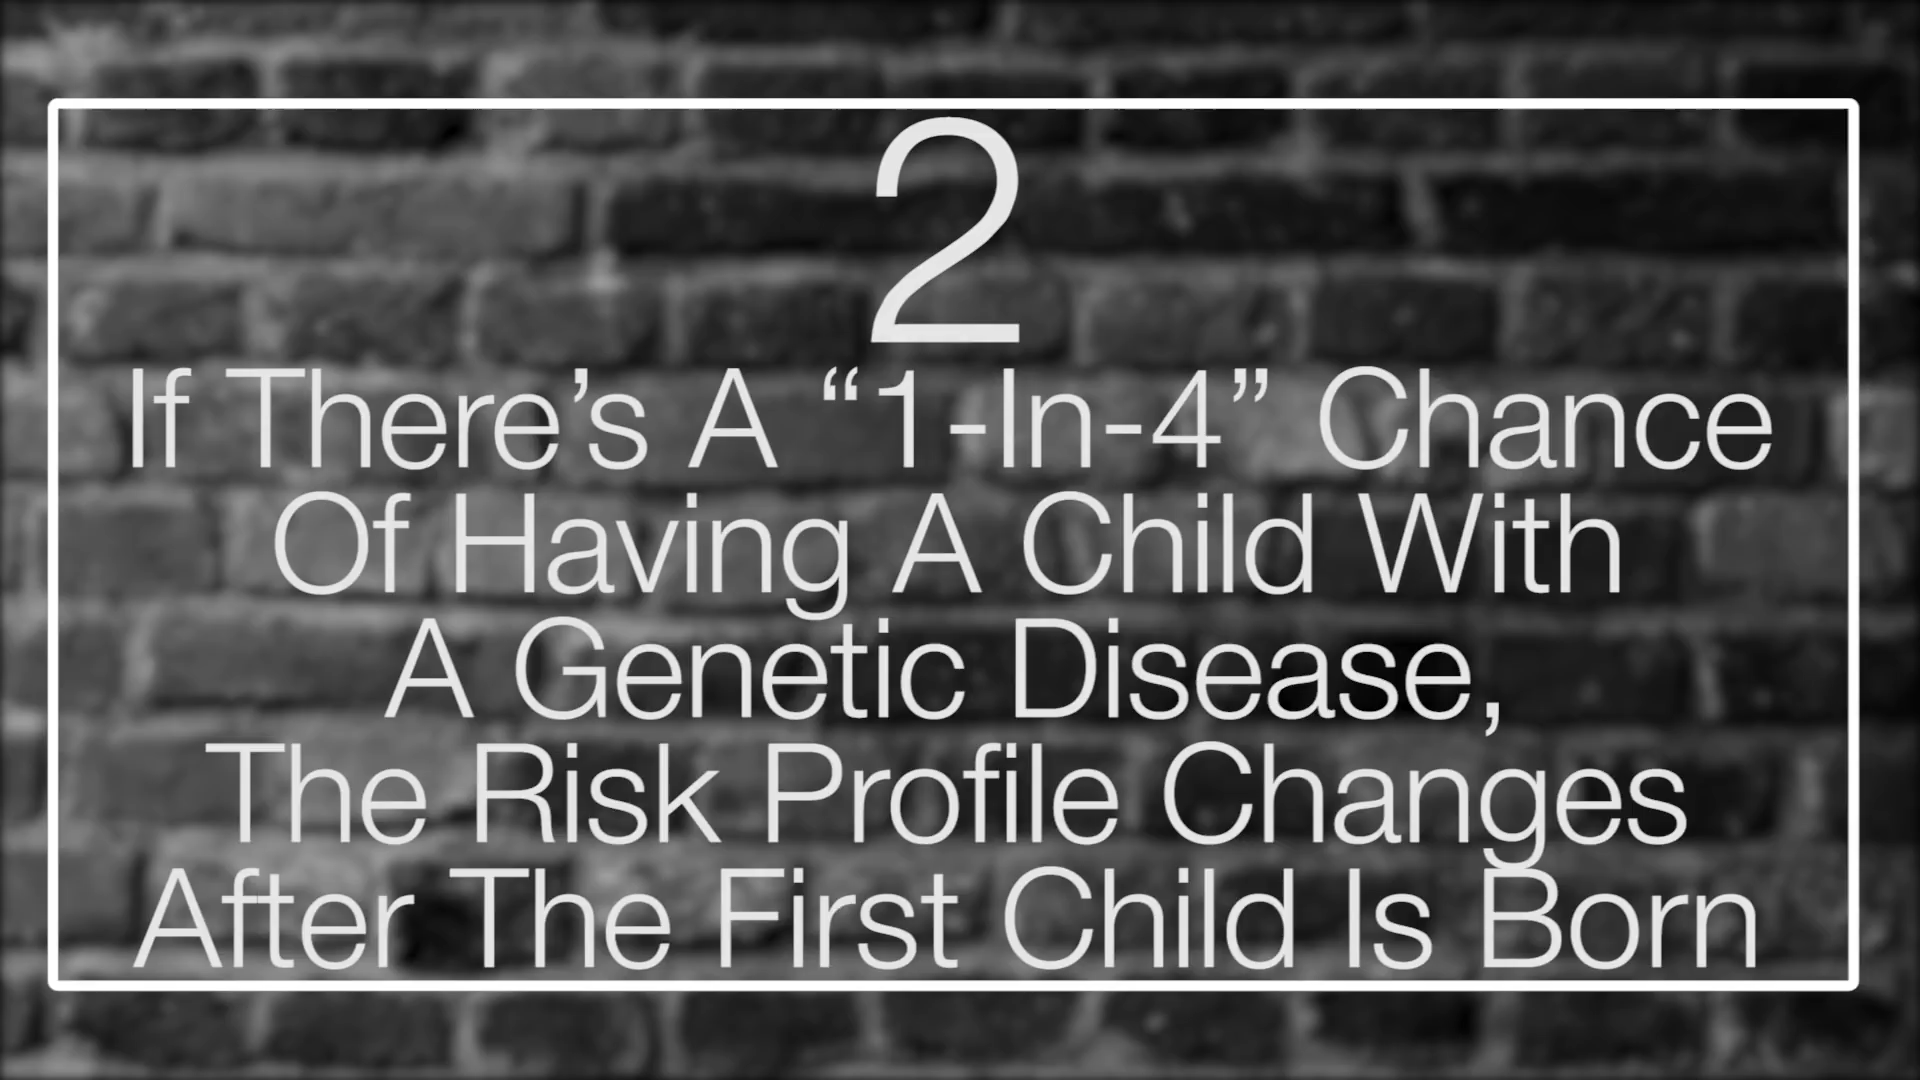 2
If There’s A “1-In-4” Chance
Of Having A Child With
A Genetic Disease,
The Risk Profile Changes
After The First Child Is Born